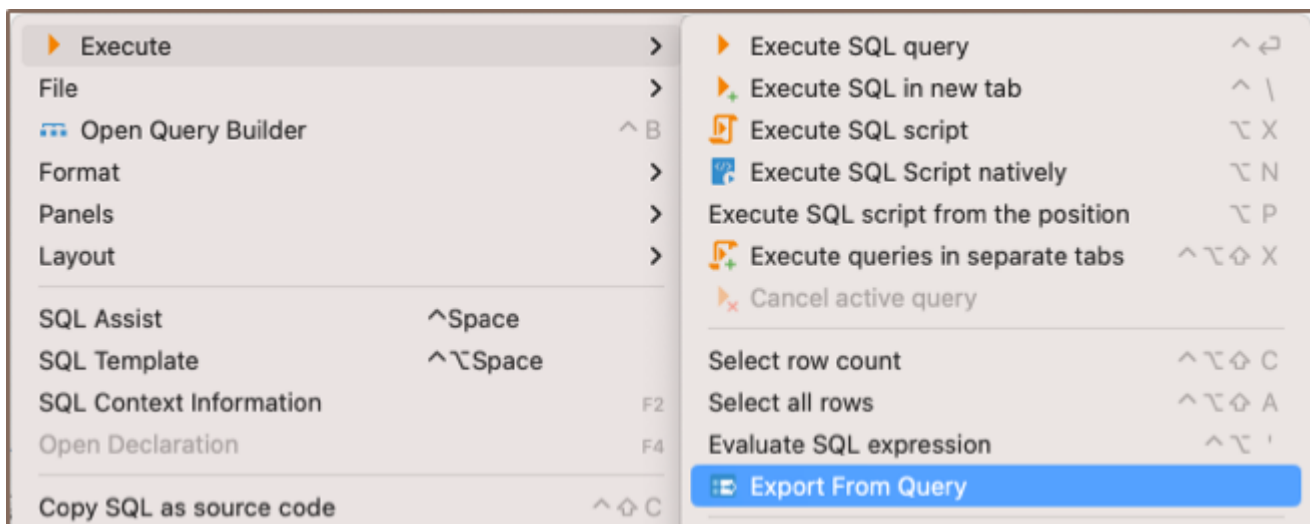 Execute
File
Open Query Builder ^ B
Format
Panels
Layout
SQL Assist ^Space
SQL Template ^⌥Space
SQL Context Information F2
Open Declaration F4
Copy SQL as source code ^⇧ C
Execute SQL query ^ ⏎
Execute SQL in new tab ^ \
Execute SQL script ⌥ X
Execute SQL Script natively ⌥ N
Execute SQL script from the position ⌥ P
Execute queries in separate tabs ^⌥⇧ X
Cancel active query
Select row count ^⌥⇧ C
Select all rows ^⌥⇧ A
Evaluate SQL expression ^⌥ '
Export From Query